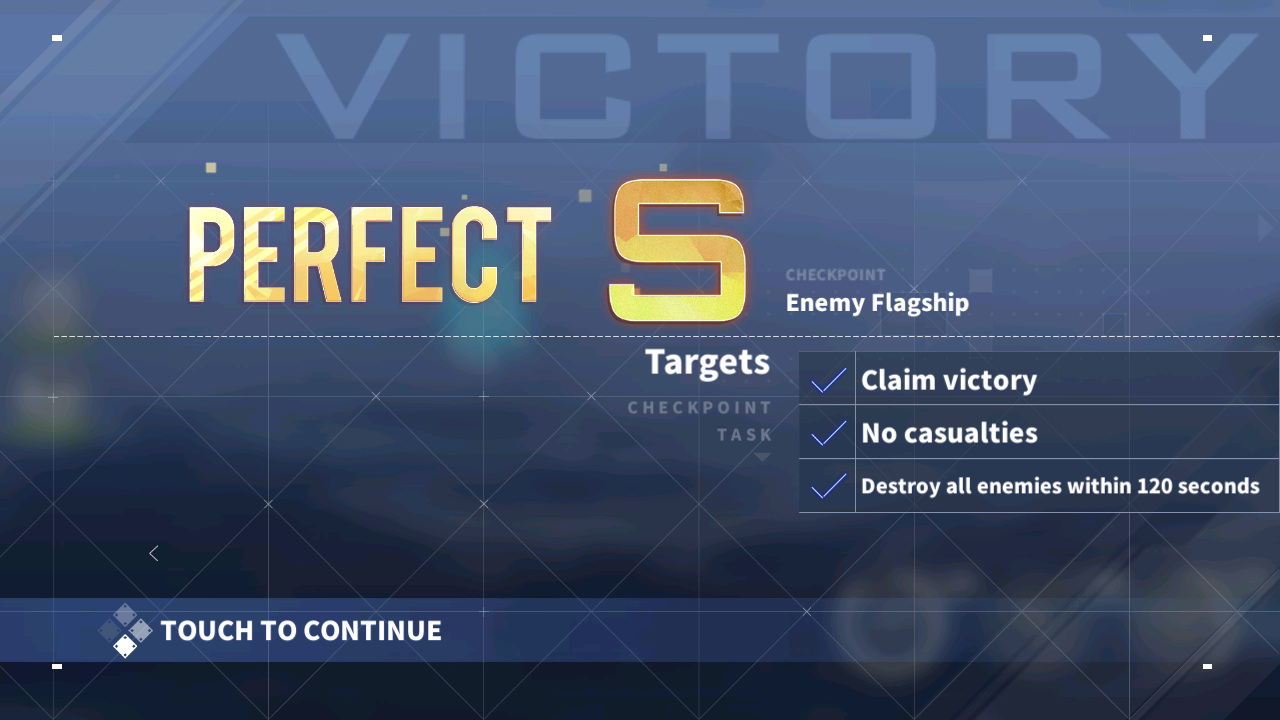 VICTORY
PERFECT S
CHECKPOINT
Enemy Flagship
Targets
CHECKPOINT
TASK
Claim victory
No casualties
Destroy all enemies within 120 seconds
TOUCH TO CONTINUE